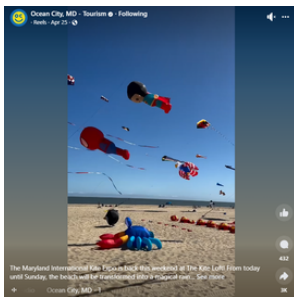 Ocean City, MD - Tourism · Following
Reels · Apr 25 ·
432
The Maryland International Kite Expo is back this weekend at The Kite Loft! From today
until Sunday, the beach will be transformed into a magical rain... See more
Ocean City, MD